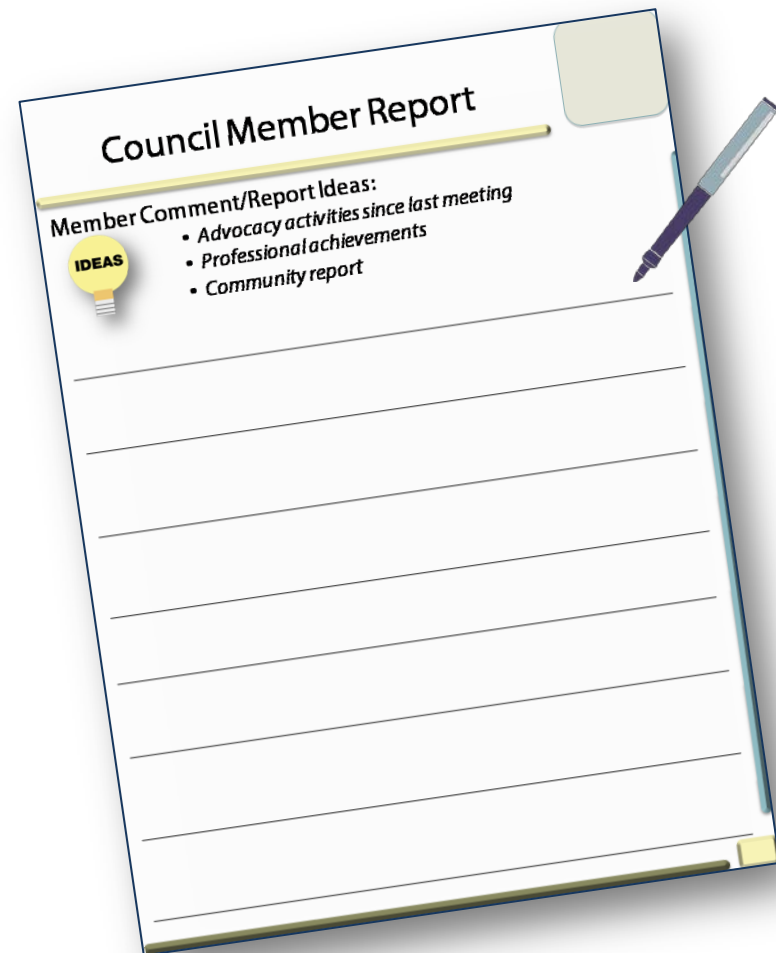 Council Member Report
Member Comment/Report Ideas:
IDEAS
• Advocacy activities since last meeting
• Professional achievements
• Community report